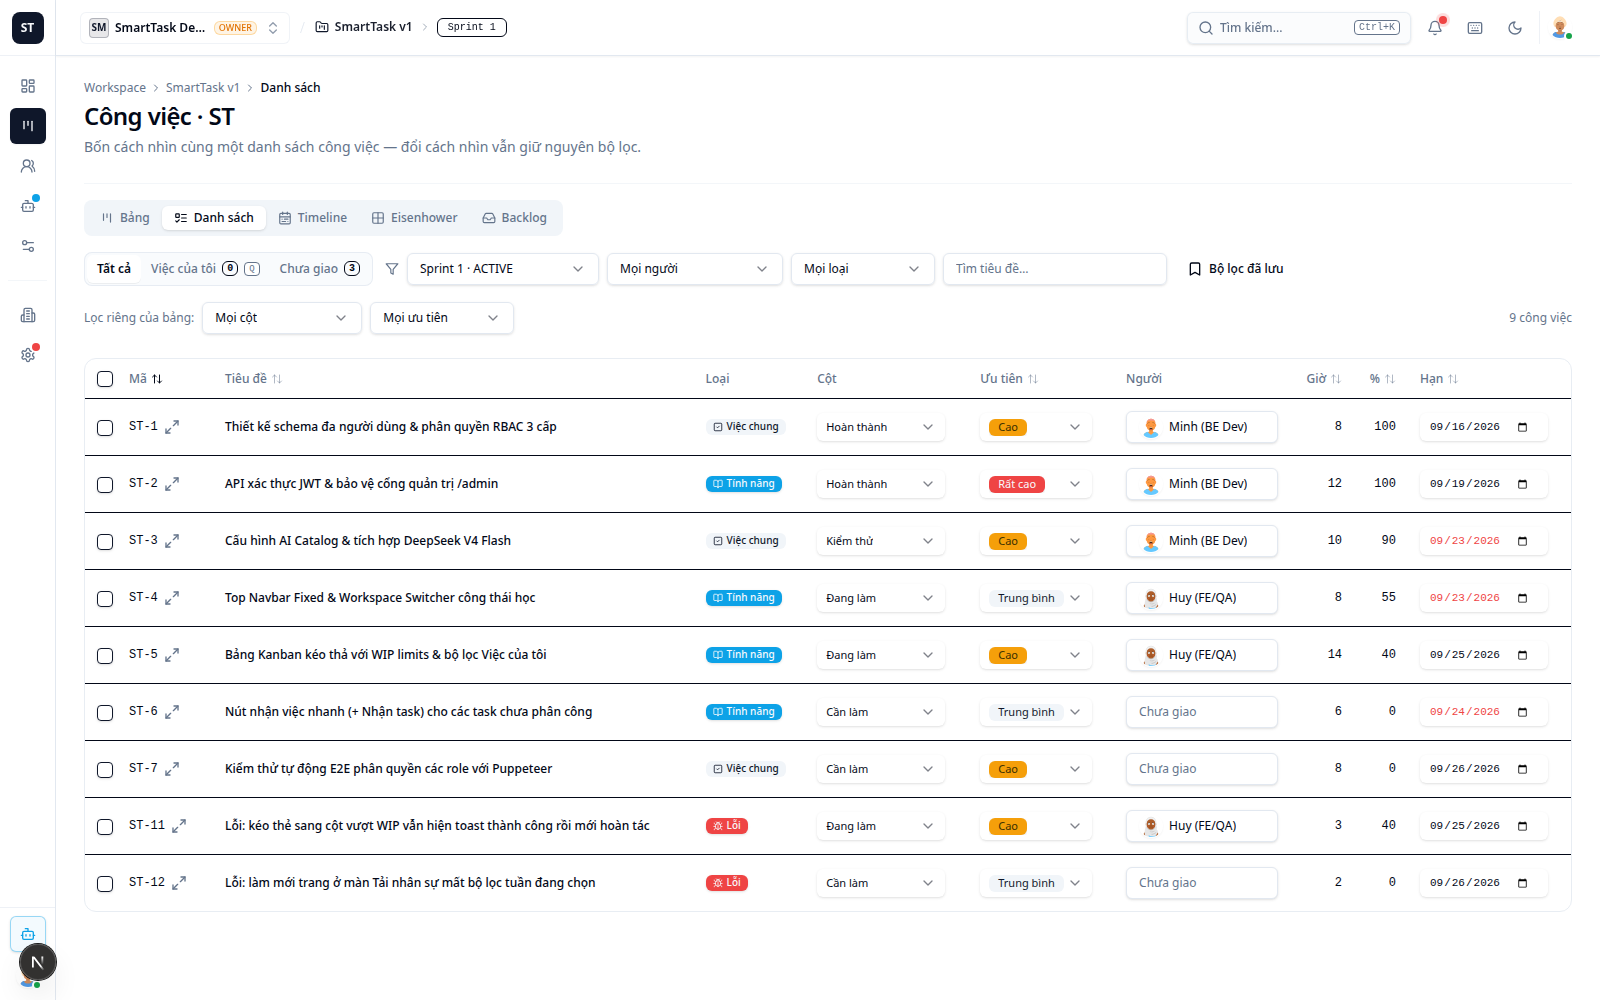 ST
SM SmartTask De... OWNER / SmartTask v1 > Sprint 1
Tìm kiếm... Ctrl+K
Workspace > SmartTask v1 > Danh sách
Công việc · ST
Bốn cách nhìn cùng một danh sách công việc — đổi cách nhìn vẫn giữ nguyên bộ lọc.
Bảng Danh sách Timeline Eisenhower Backlog
Tất cả Việc của tôi 0 Q Chưa giao 3 Sprint 1 · ACTIVE Mọi người Mọi loại Tìm tiêu đề... Bộ lọc đã lưu
Lọc riêng của bảng: Mọi cột Mọi ưu tiên 9 công việc
Mã Tiêu đề Loại Cột Ưu tiên Người Giờ % Hạn
ST-1 Thiết kế schema đa người dùng & phân quyền RBAC 3 cấp Việc chung Hoàn thành Cao Minh (BE Dev) 8 100 09/16/2026
ST-2 API xác thực JWT & bảo vệ cổng quản trị /admin Tính năng Hoàn thành Rất cao Minh (BE Dev) 12 100 09/19/2026
ST-3 Cấu hình AI Catalog & tích hợp DeepSeek V4 Flash Việc chung Kiểm thử Cao Minh (BE Dev) 10 90 09/23/2026
ST-4 Top Navbar Fixed & Workspace Switcher công thái học Tính năng Đang làm Trung bình Huy (FE/QA) 8 55 09/23/2026
ST-5 Bảng Kanban kéo thả với WIP limits & bộ lọc Việc của tôi Tính năng Đang làm Cao Huy (FE/QA) 14 40 09/25/2026
ST-6 Nút nhận việc nhanh (+ Nhận task) cho các task chưa phân công Tính năng Cần làm Trung bình Chưa giao 6 0 09/24/2026
ST-7 Kiểm thử tự động E2E phân quyền các role với Puppeteer Việc chung Cần làm Cao Chưa giao 8 0 09/26/2026
ST-11 Lỗi: kéo thẻ sang cột vượt WIP vẫn hiện toast thành công rồi mới hoàn tác Lỗi Đang làm Cao Huy (FE/QA) 3 40 09/25/2026
ST-12 Lỗi: làm mới trang ở màn Tải nhân sự mất bộ lọc tuần đang chọn Lỗi Cần làm Trung bình Chưa giao 2 0 09/26/2026
N